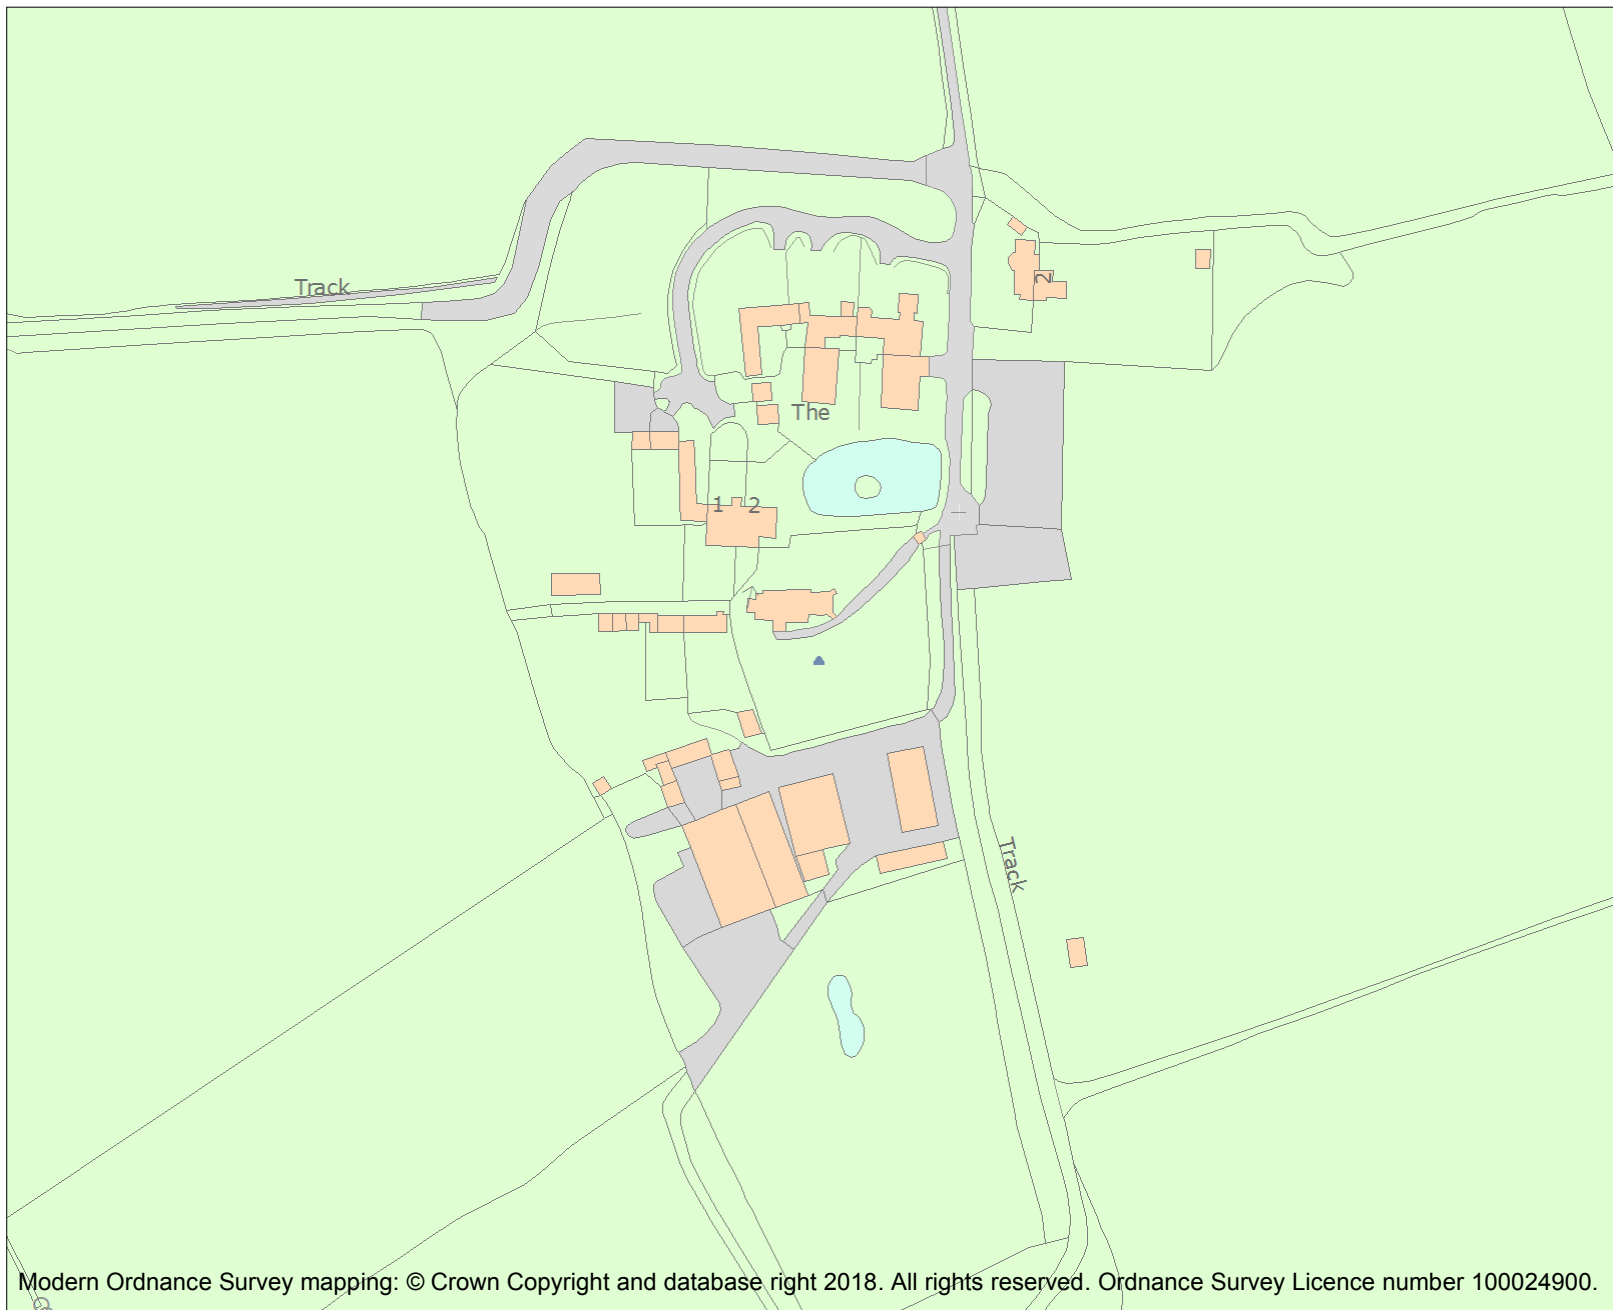 Track
2
The
1 2
Track
Modern Ordnance Survey mapping: © Crown Copyright and database right 2018. All rights reserved. Ordnance Survey Licence number 100024900.